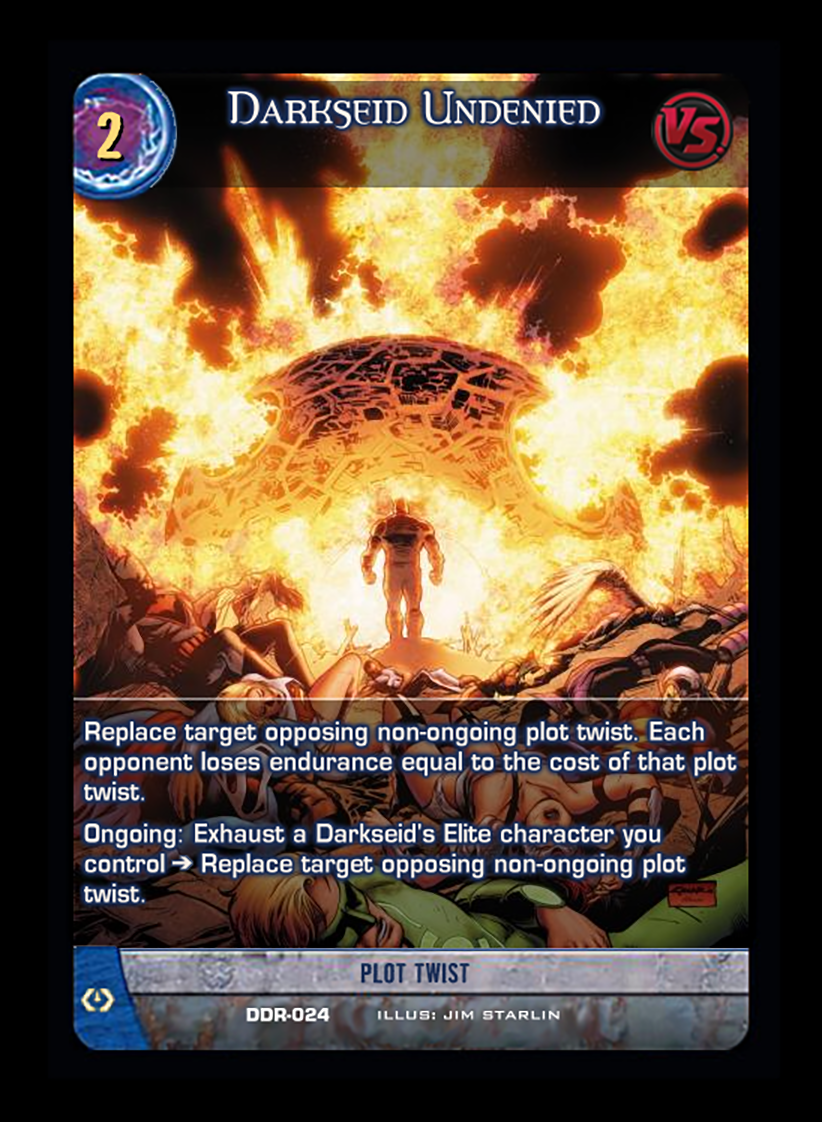 2
Darkseid Undenied
VS.
Replace target opposing non-ongoing plot twist. Each
opponent loses endurance equal to the cost of that plot
twist.
Ongoing: Exhaust a Darkseid's Elite character you
control ➔ Replace target opposing non-ongoing plot
twist.
PLOT TWIST
DDR-024 ILLUS: JIM STARLIN